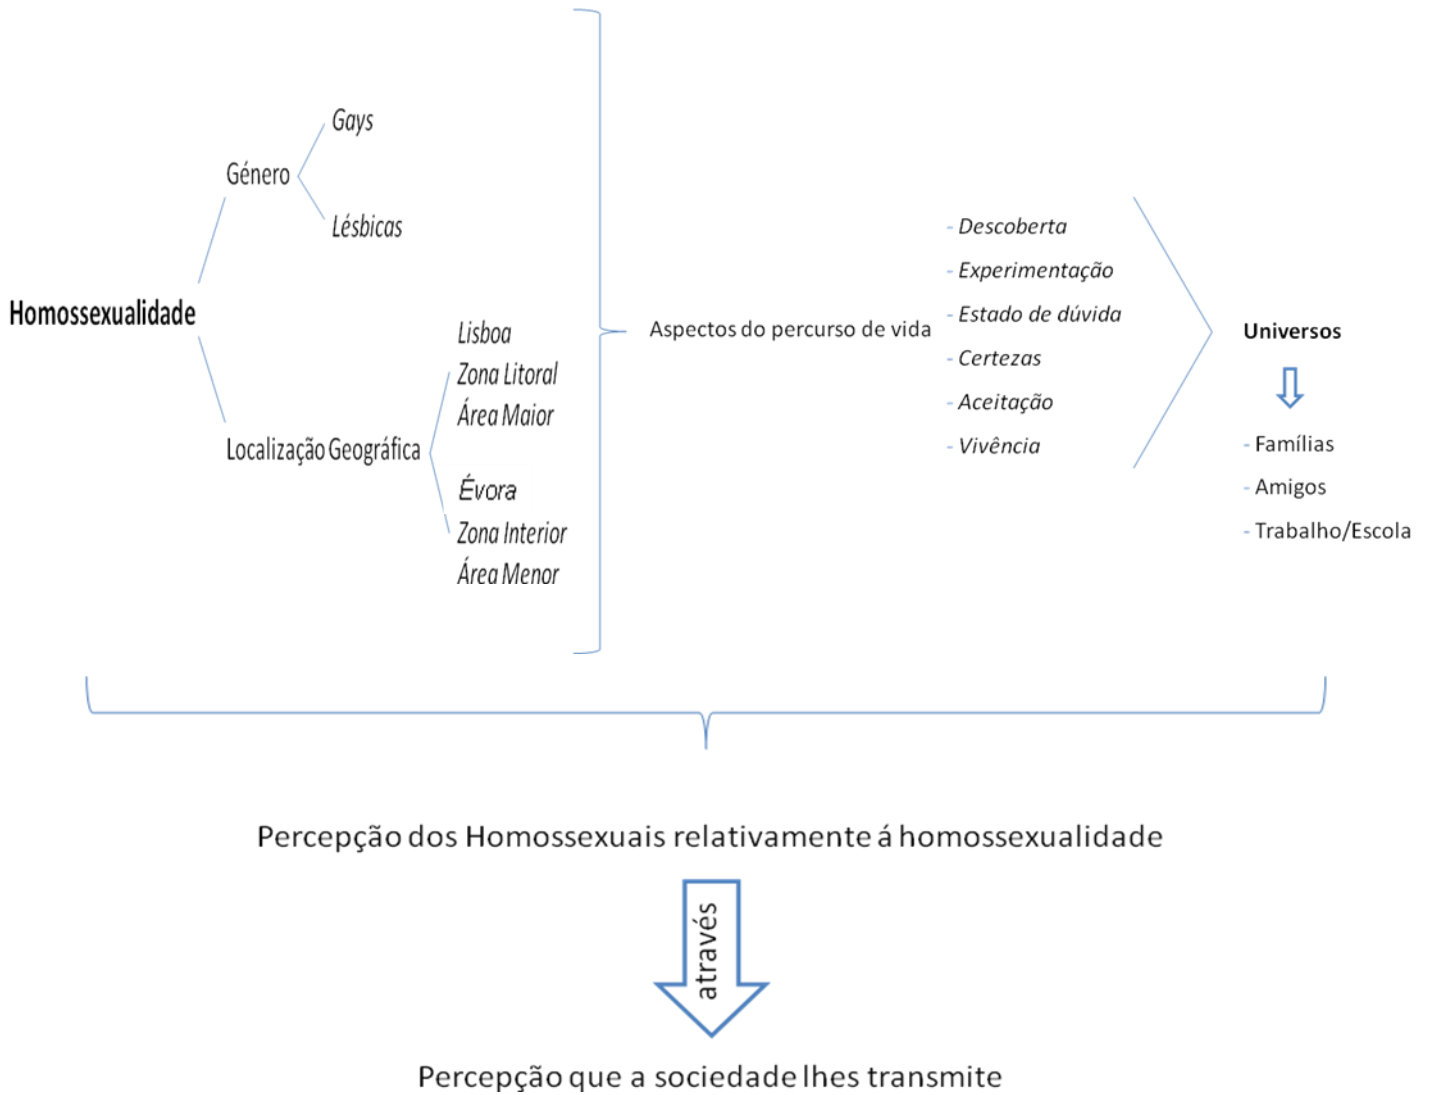 Homossexualidade
Género
Gays
Lésbicas
Localização Geográfica
Lisboa
Zona Litoral
Área Maior
Évora
Zona Interior
Área Menor
Aspectos do percurso de vida
- Descoberta
- Experimentação
- Estado de dúvida
- Certezas
- Aceitação
- Vivência
Universos
- Famílias
- Amigos
- Trabalho/Escola
Percepção dos Homossexuais relativamente á homossexualidade
através
Percepção que a sociedade lhes transmite